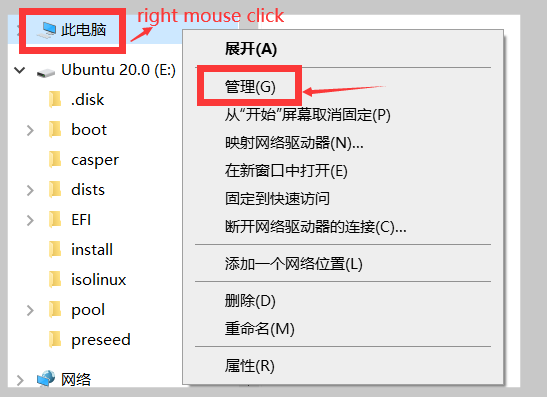 right mouse click
此电脑
Ubuntu 20.0 (E:)
.disk
boot
casper
dists
EFI
install
isolinux
pool
preseed
网络
展开(A)
管理(G)
从“开始”屏幕取消固定(P)
映射网络驱动器(N)...
在新窗口中打开(E)
固定到快速访问
断开网络驱动器的连接(C)...
添加一个网络位置(L)
删除(D)
重命名(M)
属性(R)